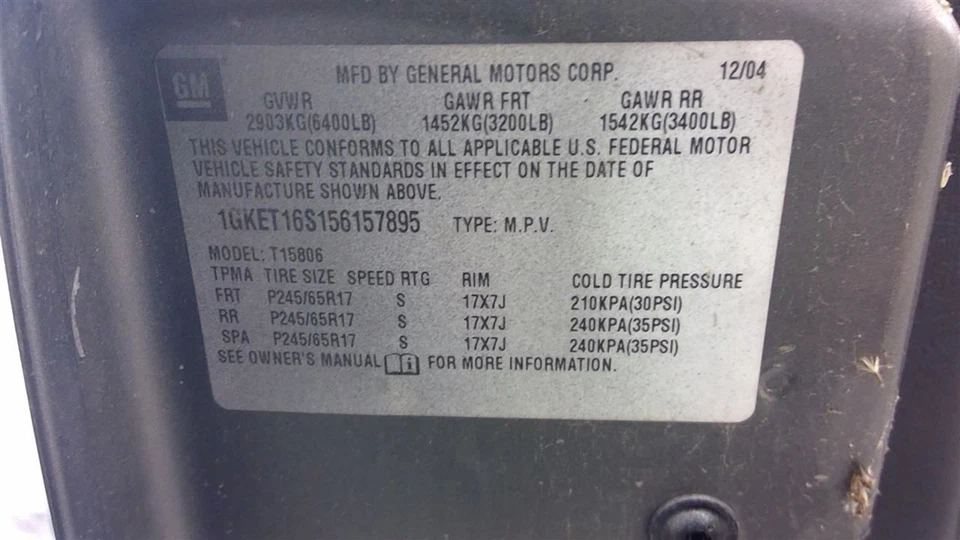 GM
MFD BY GENERAL MOTORS CORP. 12/04
GVWR GAWR FRT GAWR RR
2903KG(6400LB) 1452KG(3200LB) 1542KG(3400LB)
THIS VEHICLE CONFORMS TO ALL APPLICABLE U.S. FEDERAL MOTOR
VEHICLE SAFETY STANDARDS IN EFFECT ON THE DATE OF
MANUFACTURE SHOWN ABOVE.
1GKET16S156157895 TYPE: M.P.V.
MODEL: T15806
TPMA TIRE SIZE SPEED RTG RIM COLD TIRE PRESSURE
FRT P245/65R17 S 17X7J 210KPA(30PSI)
RR P245/65R17 S 17X7J 240KPA(35PSI)
SPA P245/65R17 S 17X7J 240KPA(35PSI)
SEE OWNER'S MANUAL i FOR MORE INFORMATION.